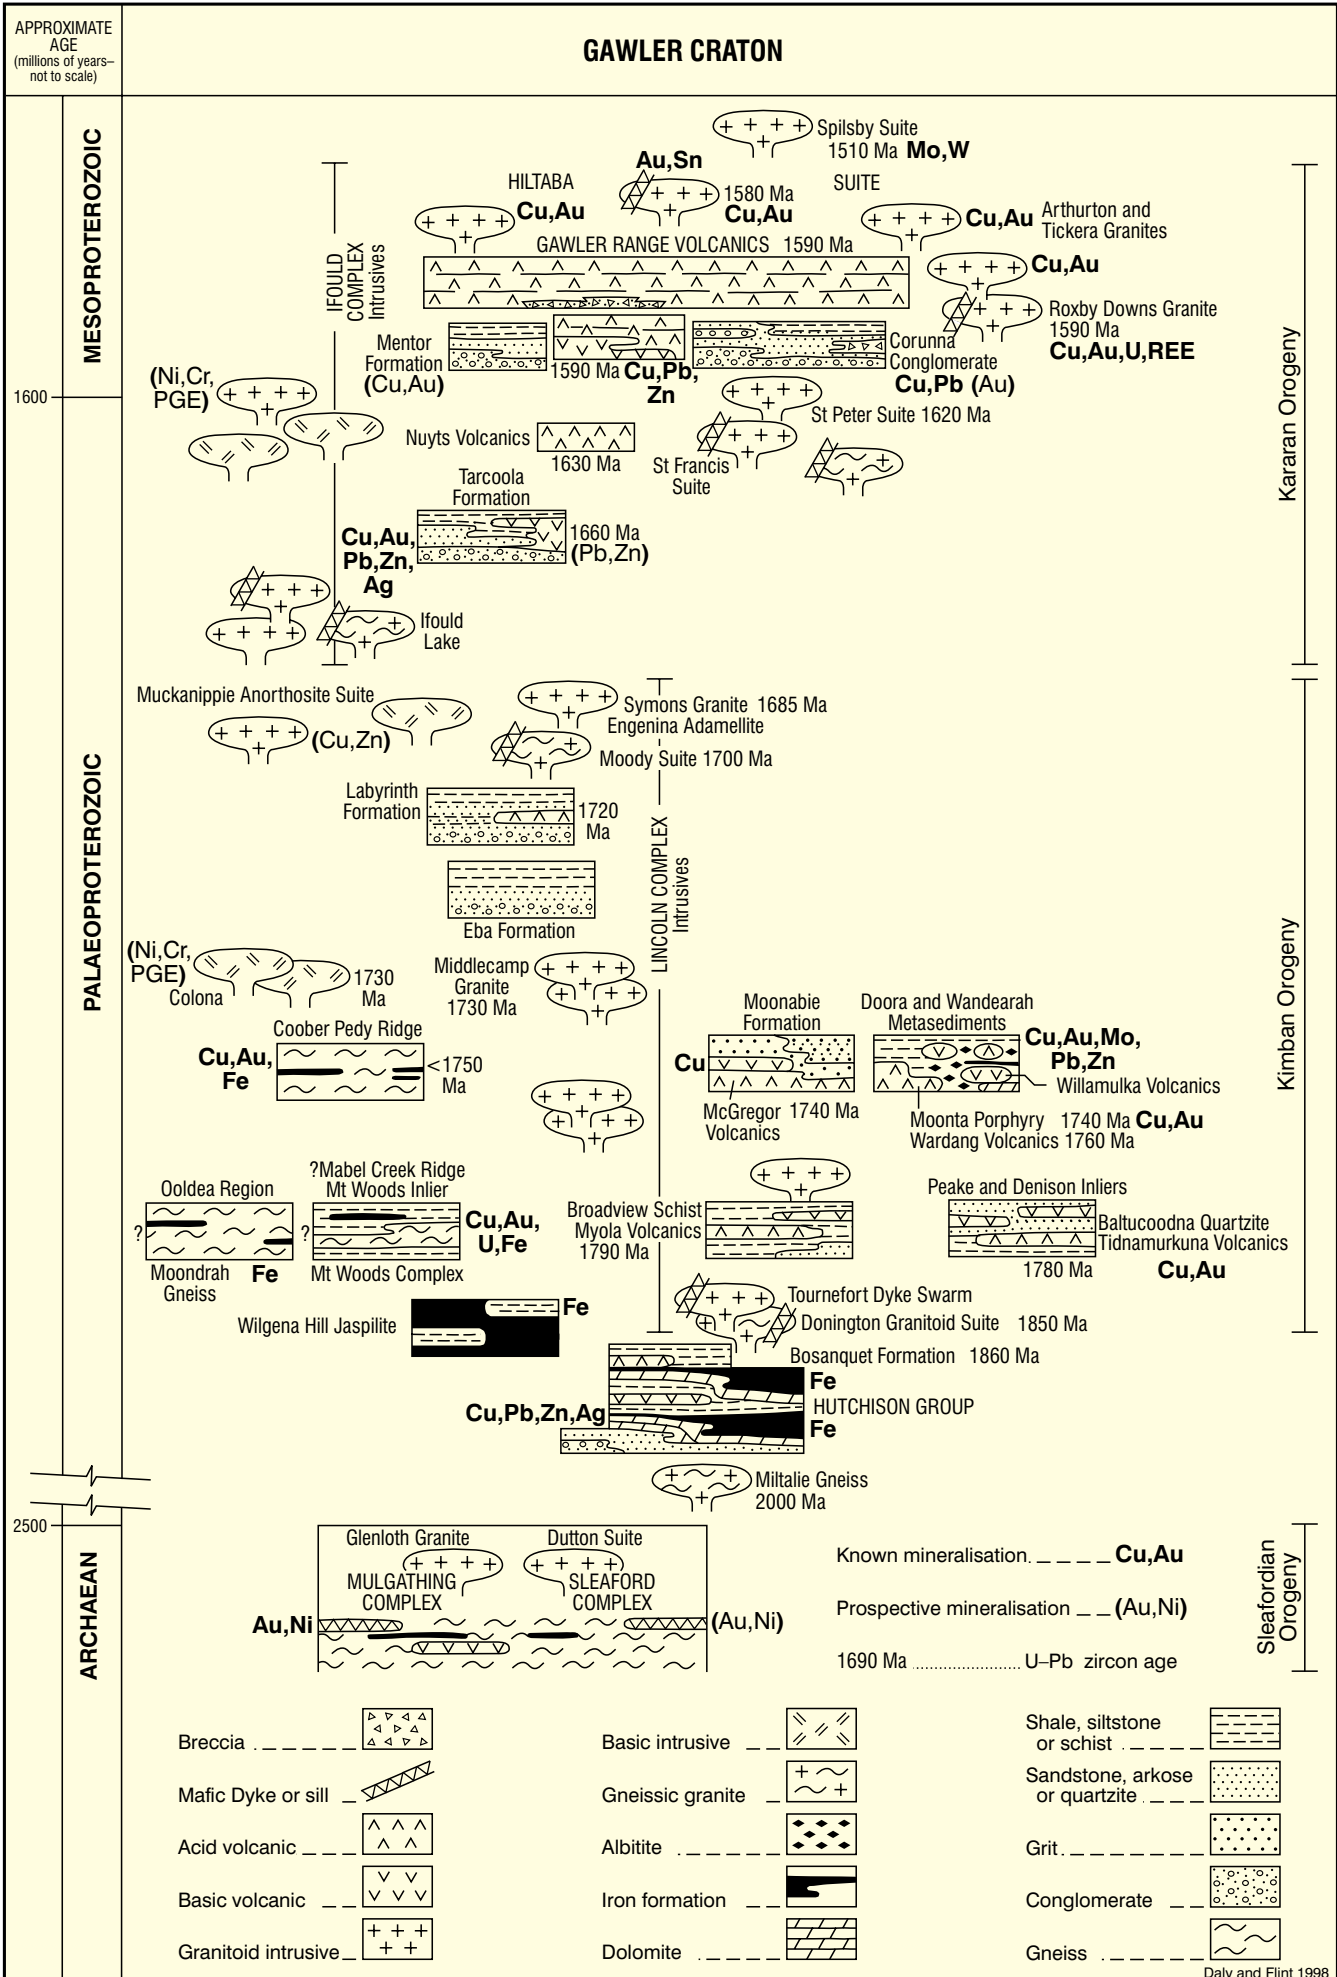 APPROXIMATE
AGE
(millions of years–
not to scale)
GAWLER CRATON
MESOPROTEROZOIC
PALAEOPROTEROZOIC
ARCHAEAN
1600
2500
Spilsby Suite
1510 Ma Mo,W
Au,Sn
HILTABA
SUITE
1580 Ma
Cu,Au
Cu,Au
Cu,Au
Arthurton and
Tickera Granites
GAWLER RANGE VOLCANICS 1590 Ma
Cu,Au
IFOULD
COMPLEX
Intrusives
Roxby Downs Granite
1590 Ma
Cu,Au,U,REE
Mentor
Formation
(Cu,Au)
1590 Ma
Cu,Pb,
Zn
Corunna
Conglomerate
Cu,Pb (Au)
Kararan Orogeny
(Ni,Cr,
PGE)
St Peter Suite 1620 Ma
Nuyts Volcanics
1630 Ma
St Francis
Suite
Tarcoola
Formation
Cu,Au,
Pb,Zn,
Ag
1660 Ma
(Pb,Zn)
Ifould
Lake
Muckanippie Anorthosite Suite
(Cu,Zn)
Symons Granite 1685 Ma
Engenina Adamellite
Moody Suite 1700 Ma
Labyrinth
Formation
1720
Ma
LINCOLN COMPLEX
Intrusives
Eba Formation
Kimban Orogeny
(Ni,Cr,
PGE)
Colona
1730
Ma
Middlecamp
Granite
1730 Ma
Coober Pedy Ridge
Cu,Au,
Fe
<1750
Ma
Moonabie
Formation
Cu
McGregor
Volcanics
1740 Ma
Doora and Wandearah
Metasediments
Cu,Au,Mo,
Pb,Zn
Willamulka Volcanics
Moonta Porphyry 1740 Ma Cu,Au
Wardang Volcanics 1760 Ma
Ooldea Region
?
Moondrah
Gneiss
Fe
?Mabel Creek Ridge
Mt Woods Inlier
?
Cu,Au,
U,Fe
Mt Woods Complex
Broadview Schist
Myola Volcanics
1790 Ma
Peake and Denison Inliers
Baltucoodna Quartzite
Tidnamurkuna Volcanics
1780 Ma
Cu,Au
Wilgena Hill Jaspilite
Fe
Tournefort Dyke Swarm
Donington Granitoid Suite 1850 Ma
Bosanquet Formation 1860 Ma
Fe
HUTCHISON GROUP
Fe
Cu,Pb,Zn,Ag
Miltalie Gneiss
2000 Ma
Glenloth Granite
Dutton Suite
MULGATHING
COMPLEX
SLEAFORD
COMPLEX
Au,Ni
(Au,Ni)
Known mineralisation Cu,Au
Prospective mineralisation (Au,Ni)
1690 Ma ...................... U–Pb zircon age
Sleafordian
Orogeny
Breccia
Mafic Dyke or sill
Acid volcanic
Basic volcanic
Granitoid intrusive
Basic intrusive
Gneissic granite
Albitite
Iron formation
Dolomite
Shale, siltstone
or schist
Sandstone, arkose
or quartzite
Grit
Conglomerate
Gneiss
Daly and Flint 1998